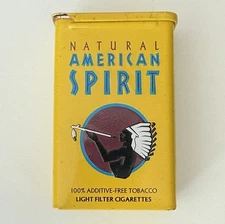 NATURAL
AMERICAN
SPIRIT
100% ADDITIVE-FREE TOBACCO
LIGHT FILTER CIGARETTES